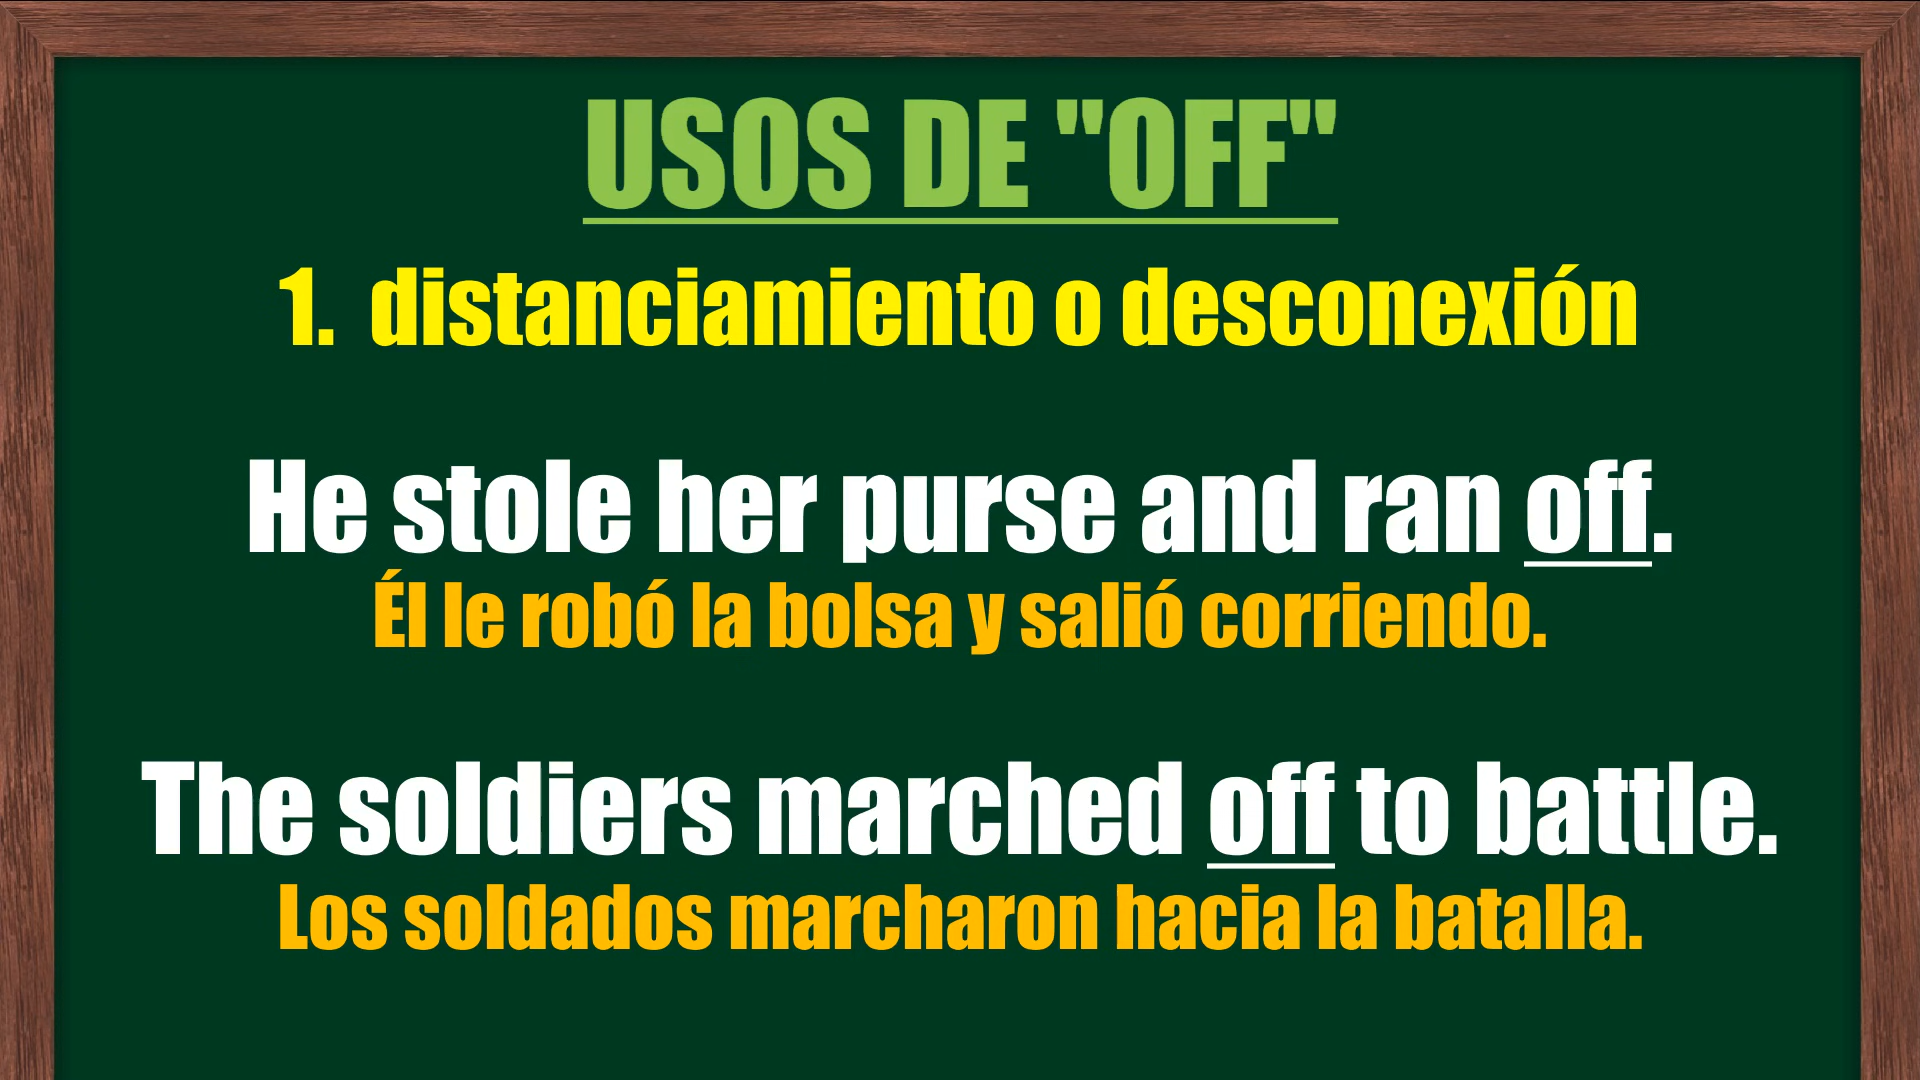 USOS DE "OFF"
1. distanciamiento o desconexión
He stole her purse and ran off.
Él le robó la bolsa y salió corriendo.
The soldiers marched off to battle.
Los soldados marcharon hacia la batalla.